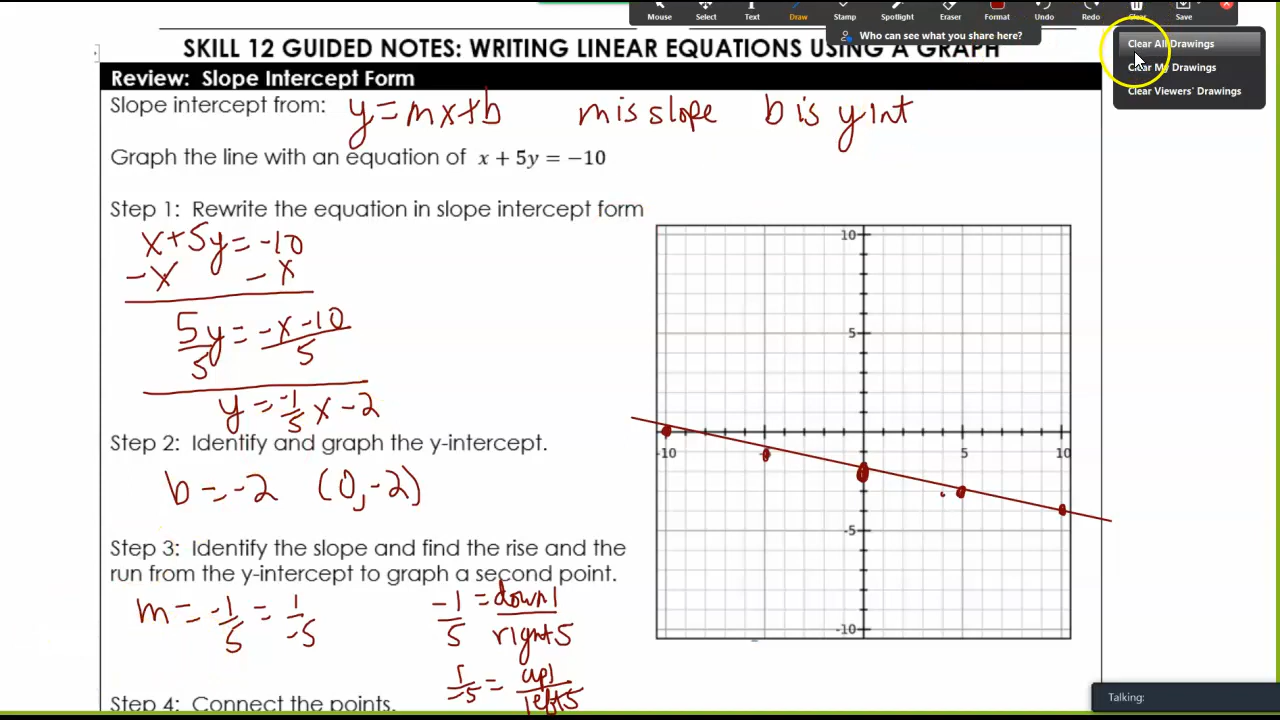 Mouse Select Text Draw Stamp Spotlight Eraser Format Undo Redo Clear Save
Who can see what you share here?
Clear All Drawings
Clear My Drawings
Clear Viewers' Drawings
SKILL 12 GUIDED NOTES: WRITING LINEAR EQUATIONS USING A GRAPH
Review: Slope Intercept Form
Slope intercept from: y = mx + b m is slope b is y int
Graph the line with an equation of x + 5y = −10
Step 1: Rewrite the equation in slope intercept form
x + 5y = -10
- x - x
5y/5 = -x - 10/5
y = -1/5 x - 2
Step 2: Identify and graph the y-intercept.
b = -2 (0, -2)
Step 3: Identify the slope and find the rise and the
run from the y-intercept to graph a second point.
m = -1/5 = 1/-5
-1/5 = down 1/right 5
1/-5 = up 1/left 5
Step 4: Connect the points.
10
5
-10 5 10
-5
-10
Talking: